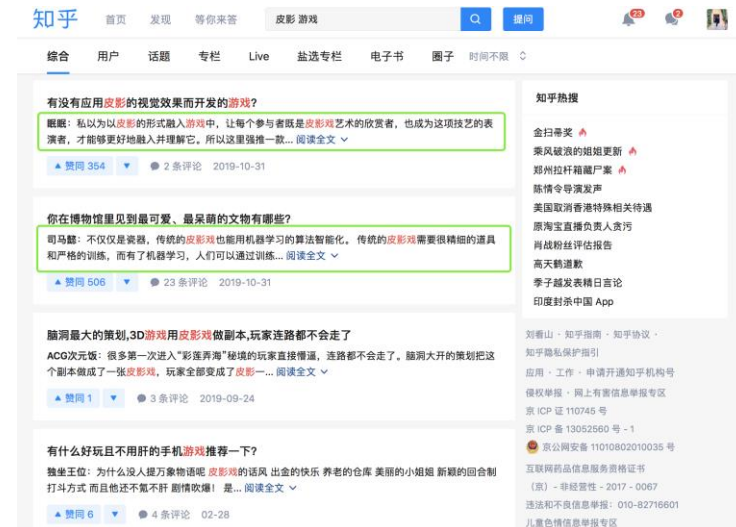 知乎 首页 发现 等你来答 皮影 游戏 提问 23 2
综合 用户 话题 专栏 Live 盐选专栏 电子书 圈子 时间不限
有没有应用皮影的视觉效果而开发的游戏?
眠眠：私以为以皮影的形式融入游戏中，让每个参与者既是皮影戏艺术的欣赏者，也成为这项技艺的表
演者，才能够更好地融入并理解它。所以这里强推一款... 阅读全文
赞同 354 2 条评论 2019-10-31
你在博物馆里见到最可爱、最呆萌的文物有哪些?
司马懿：不仅仅是瓷器，传统的皮影戏也能用机器学习的算法智能化。 传统的皮影戏需要很精细的道具
和严格的训练，而有了机器学习，人们可以通过训练... 阅读全文
赞同 506 23 条评论 2019-10-31
脑洞最大的策划,3D游戏用皮影戏做副本,玩家连路都不会走了
ACG次元饭：很多第一次进入“彩莲弄海”秘境的玩家直接懵逼，连路都不会走了。脑洞大开的策划把这
个副本做成了一张皮影戏，玩家全部变成了皮影一... 阅读全文
赞同 1 3 条评论 2019-09-24
有什么好玩且不用肝的手机游戏推荐一下?
独坐王位：为什么没人提万象物语呢 皮影戏的话风 出金的快乐 养老的仓库 美丽的小姐姐 新颖的回合制
打斗方式 而且他还不氪不肝 剧情吹爆！ 是... 阅读全文
赞同 6 4 条评论 02-28
知乎热搜
金扫帚奖
乘风破浪的姐姐更新
郑州拉杆箱藏尸案
陈情令导演发声
美国取消香港特殊相关待遇
原淘宝直播负责人贪污
肖战粉丝评估报告
高天鹤道歉
季子越发表精日言论
印度封杀中国 App
刘看山 · 知乎指南 · 知乎协议 ·
知乎隐私保护指引
应用 · 工作 · 申请开通知乎机构号
侵权举报 · 网上有害信息举报专区
京 ICP 证 110745 号
京 ICP 备 13052560 号 - 1
京公网安备 11010802010035 号
互联网药品信息服务资格证书
（京）- 非经营性 - 2017 - 0067
违法和不良信息举报：010-82716601
儿童色情信息举报专区